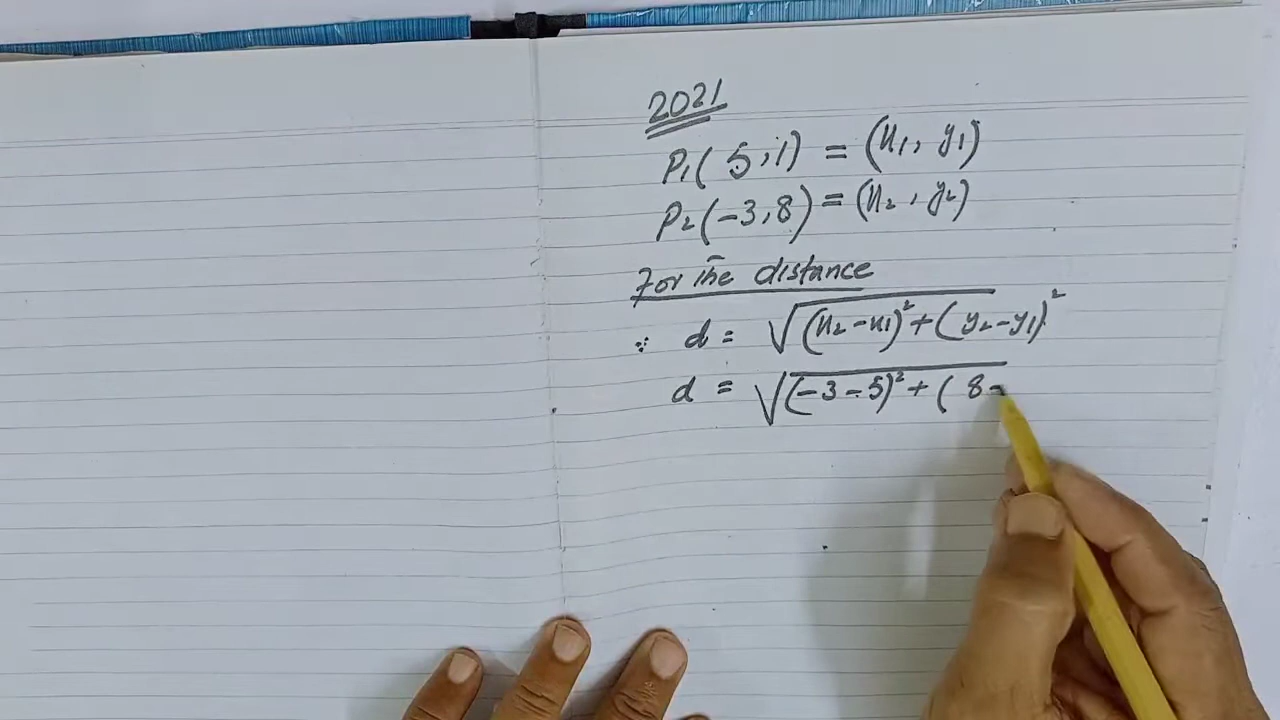 2021
P₁(5,1) = (x₁, y₁)
P₂(-3,8) = (x₂, y₂)
For the distance
∵ d = √(x₂-x₁)²+(y₂-y₁)²
d = √(-3-5)²+(8-